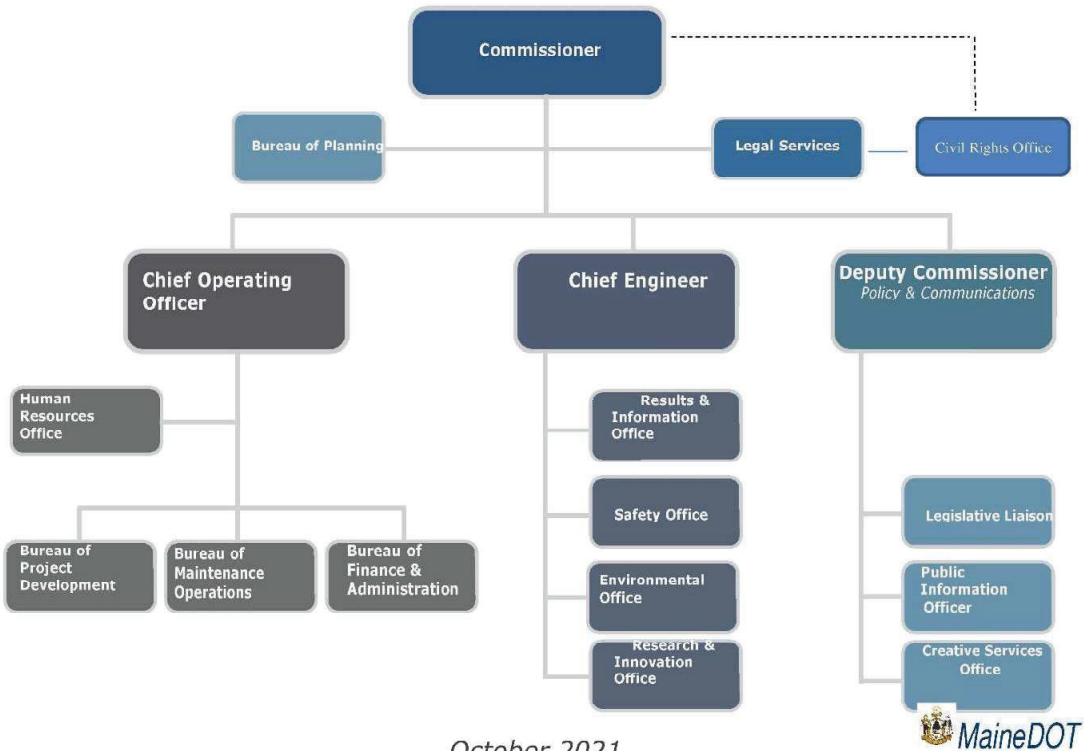 Commissioner
Bureau of Planning
Legal Services
Civil Rights Office
Chief Operating
Officer
Chief Engineer
Deputy Commissioner
Policy & Communications
Human
Resources
Office
Results &
Information
Office
Safety Office
Legislative Liaison
Bureau of
Project
Development
Bureau of
Maintenance
Operations
Bureau of
Finance &
Administration
Environmental
Office
Public
Information
Officer
Research &
Innovation
Office
Creative Services
Office
October 2021
MaineDOT